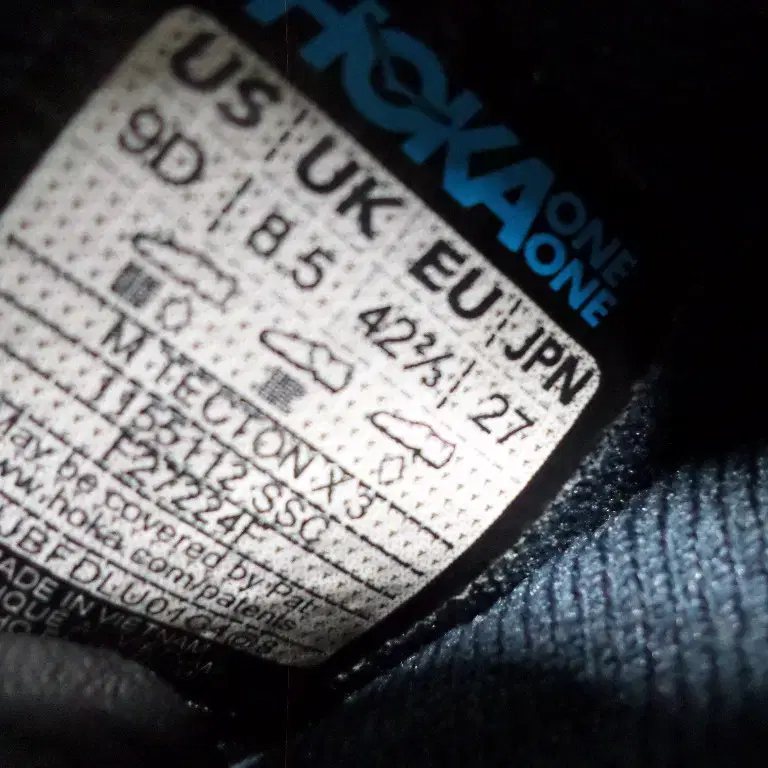 HOKA ONE ONE
US | UK | EU | JPN
9D | 8.5 | 42⅔ | 27
M TECTON X 3
1155112 SSC
F27224F
May be covered by Pat.
www.hoka.com/patents
MADE IN VIETNAM